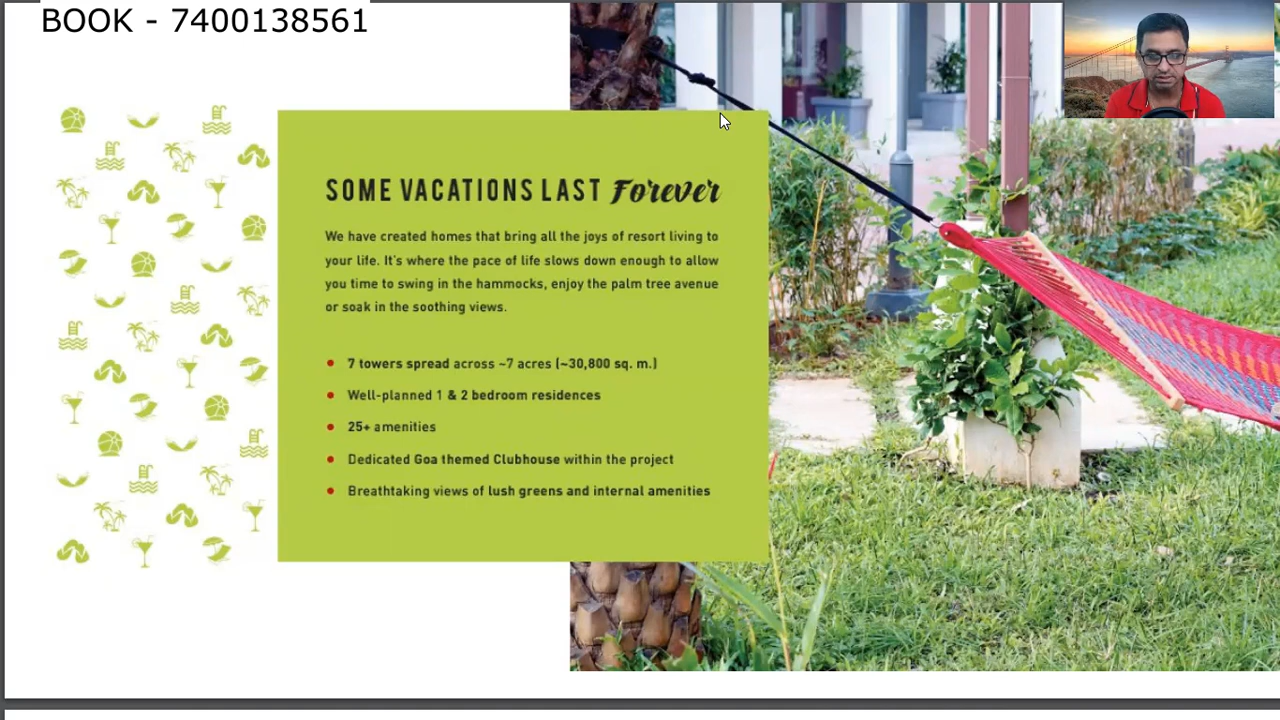 BOOK - 7400138561
SOME VACATIONS LAST Forever
We have created homes that bring all the joys of resort living to
your life. It's where the pace of life slows down enough to allow
you time to swing in the hammocks, enjoy the palm tree avenue
or soak in the soothing views.
7 towers spread across ~7 acres (~30,800 sq. m.)
Well-planned 1 & 2 bedroom residences
25+ amenities
Dedicated Goa themed Clubhouse within the project
Breathtaking views of lush greens and internal amenities